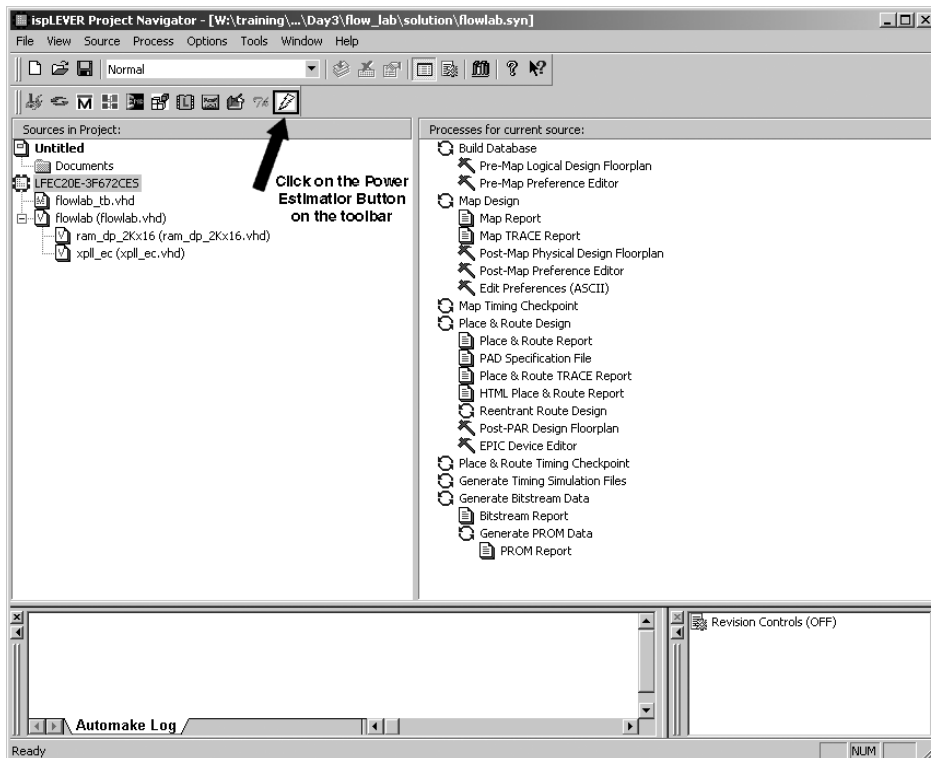 ispLEVER Project Navigator - [W:\training\...\Day3\flow_lab\solution\flowlab.syn]
File View Source Process Options Tools Window Help
Normal
Sources in Project:
Untitled
Documents
LFEC20E-3F672CES
flowlab_tb.vhd
flowlab (flowlab.vhd)
ram_dp_2Kx16 (ram_dp_2Kx16.vhd)
xpll_ec (xpll_ec.vhd)
Click on the Power
Estimatior Button
on the toolbar
Processes for current source:
Build Database
Pre-Map Logical Design Floorplan
Pre-Map Preference Editor
Map Design
Map Report
Map TRACE Report
Post-Map Physical Design Floorplan
Post-Map Preference Editor
Edit Preferences (ASCII)
Map Timing Checkpoint
Place & Route Design
Place & Route Report
PAD Specification File
Place & Route TRACE Report
HTML Place & Route Report
Reentrant Route Design
Post-PAR Design Floorplan
EPIC Device Editor
Place & Route Timing Checkpoint
Generate Timing Simulation Files
Generate Bitstream Data
Bitstream Report
Generate PROM Data
PROM Report
Automake Log
Revision Controls (OFF)
Ready
NUM